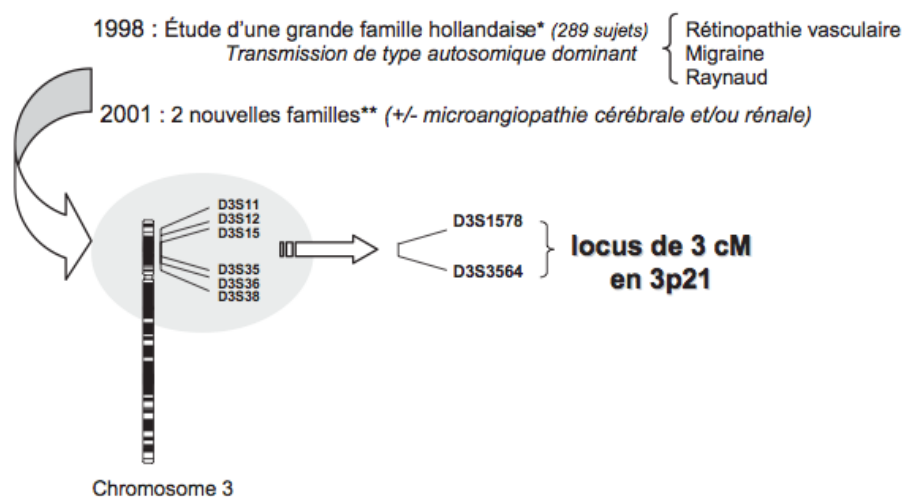 1998 : Étude d'une grande famille hollandaise* (289 sujets)
Transmission de type autosomique dominant
Rétinopathie vasculaire
Migraine
Raynaud
2001 : 2 nouvelles familles** (+/- microangiopathie cérébrale et/ou rénale)
D3S11
D3S12
D3S15
D3S35
D3S36
D3S38
D3S1578
D3S3564
locus de 3 cM
en 3p21
Chromosome 3